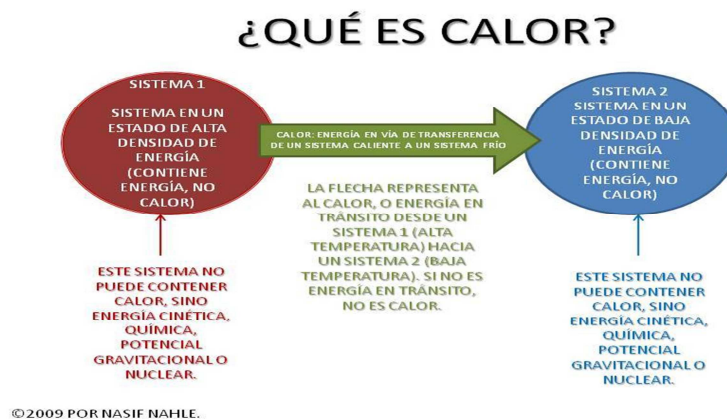 ¿QUÉ ES CALOR?
SISTEMA 1
SISTEMA EN UN
ESTADO DE ALTA
DENSIDAD DE
ENERGÍA
(CONTIENE
ENERGÍA, NO
CALOR)
CALOR: ENERGÍA EN VÍA DE TRANSFERENCIA
DE UN SISTEMA CALIENTE A UN SISTEMA FRÍO
SISTEMA 2
SISTEMA EN UN
ESTADO DE BAJA
DENSIDAD DE
ENERGÍA
(CONTIENE
ENERGÍA, NO
CALOR)
LA FLECHA REPRESENTA
AL CALOR, O ENERGÍA EN
TRÁNSITO DESDE UN
SISTEMA 1 (ALTA
TEMPERATURA) HACIA
UN SISTEMA 2 (BAJA
TEMPERATURA). SI NO ES
ENERGÍA EN TRÁNSITO,
NO ES CALOR.
ESTE SISTEMA NO
PUEDE CONTENER
CALOR, SINO
ENERGÍA CINÉTICA,
QUÍMICA,
POTENCIAL
GRAVITACIONAL O
NUCLEAR.
ESTE SISTEMA NO
PUEDE CONTENER
CALOR, SINO
ENERGÍA CINÉTICA,
QUÍMICA,
POTENCIAL
GRAVITACIONAL O
NUCLEAR.
©2009 POR NASIF NAHLE.